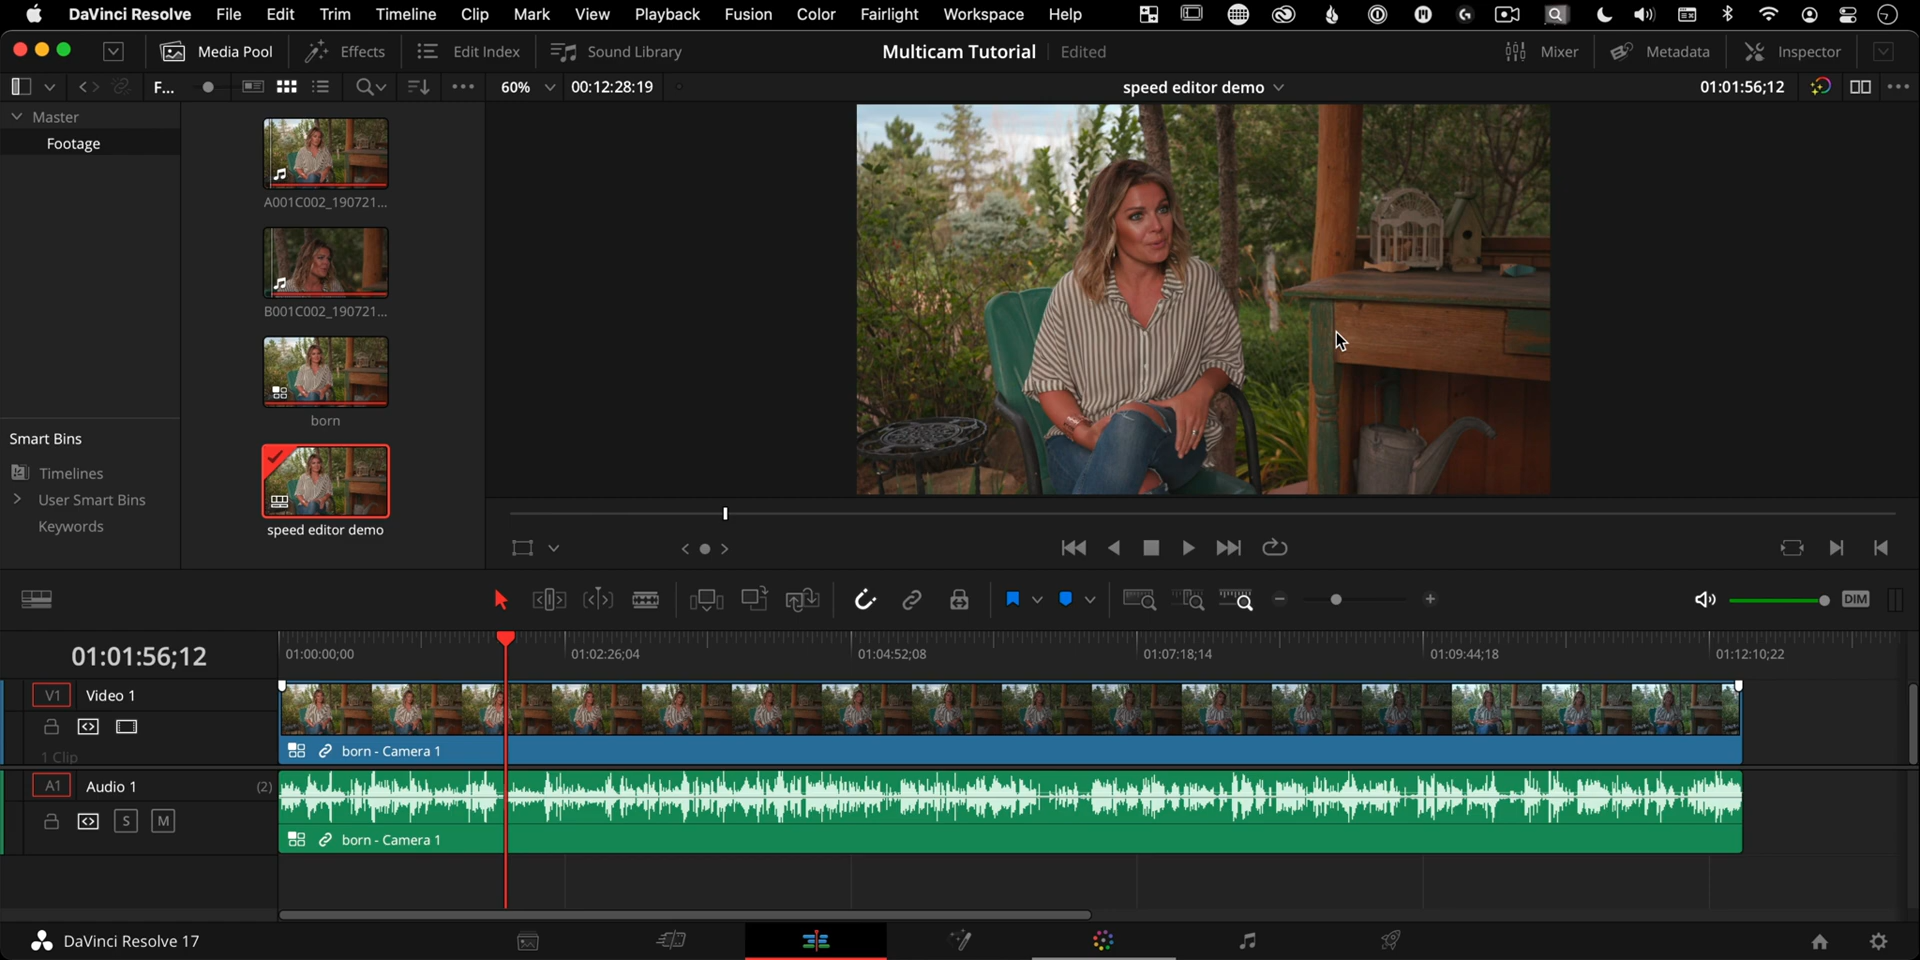 DaVinci Resolve File Edit Trim Timeline Clip Mark View Playback Fusion Color Fairlight Workspace Help
Media Pool Effects Edit Index Sound Library Multicam Tutorial Edited Mixer Metadata Inspector
F... 60% 00:12:28:19 speed editor demo 01:01:56;12
Master
Footage
A001C002_190721...
B001C002_190721...
born
speed editor demo
Smart Bins
Timelines
User Smart Bins
Keywords
DIM
01:01:56;12 01:00:00;00 01:02:26;04 01:04:52;08 01:07:18;14 01:09:44;18 01:12:10;22
V1 Video 1
1 Clip
born - Camera 1
A1 Audio 1 (2)
S M
born - Camera 1
DaVinci Resolve 17